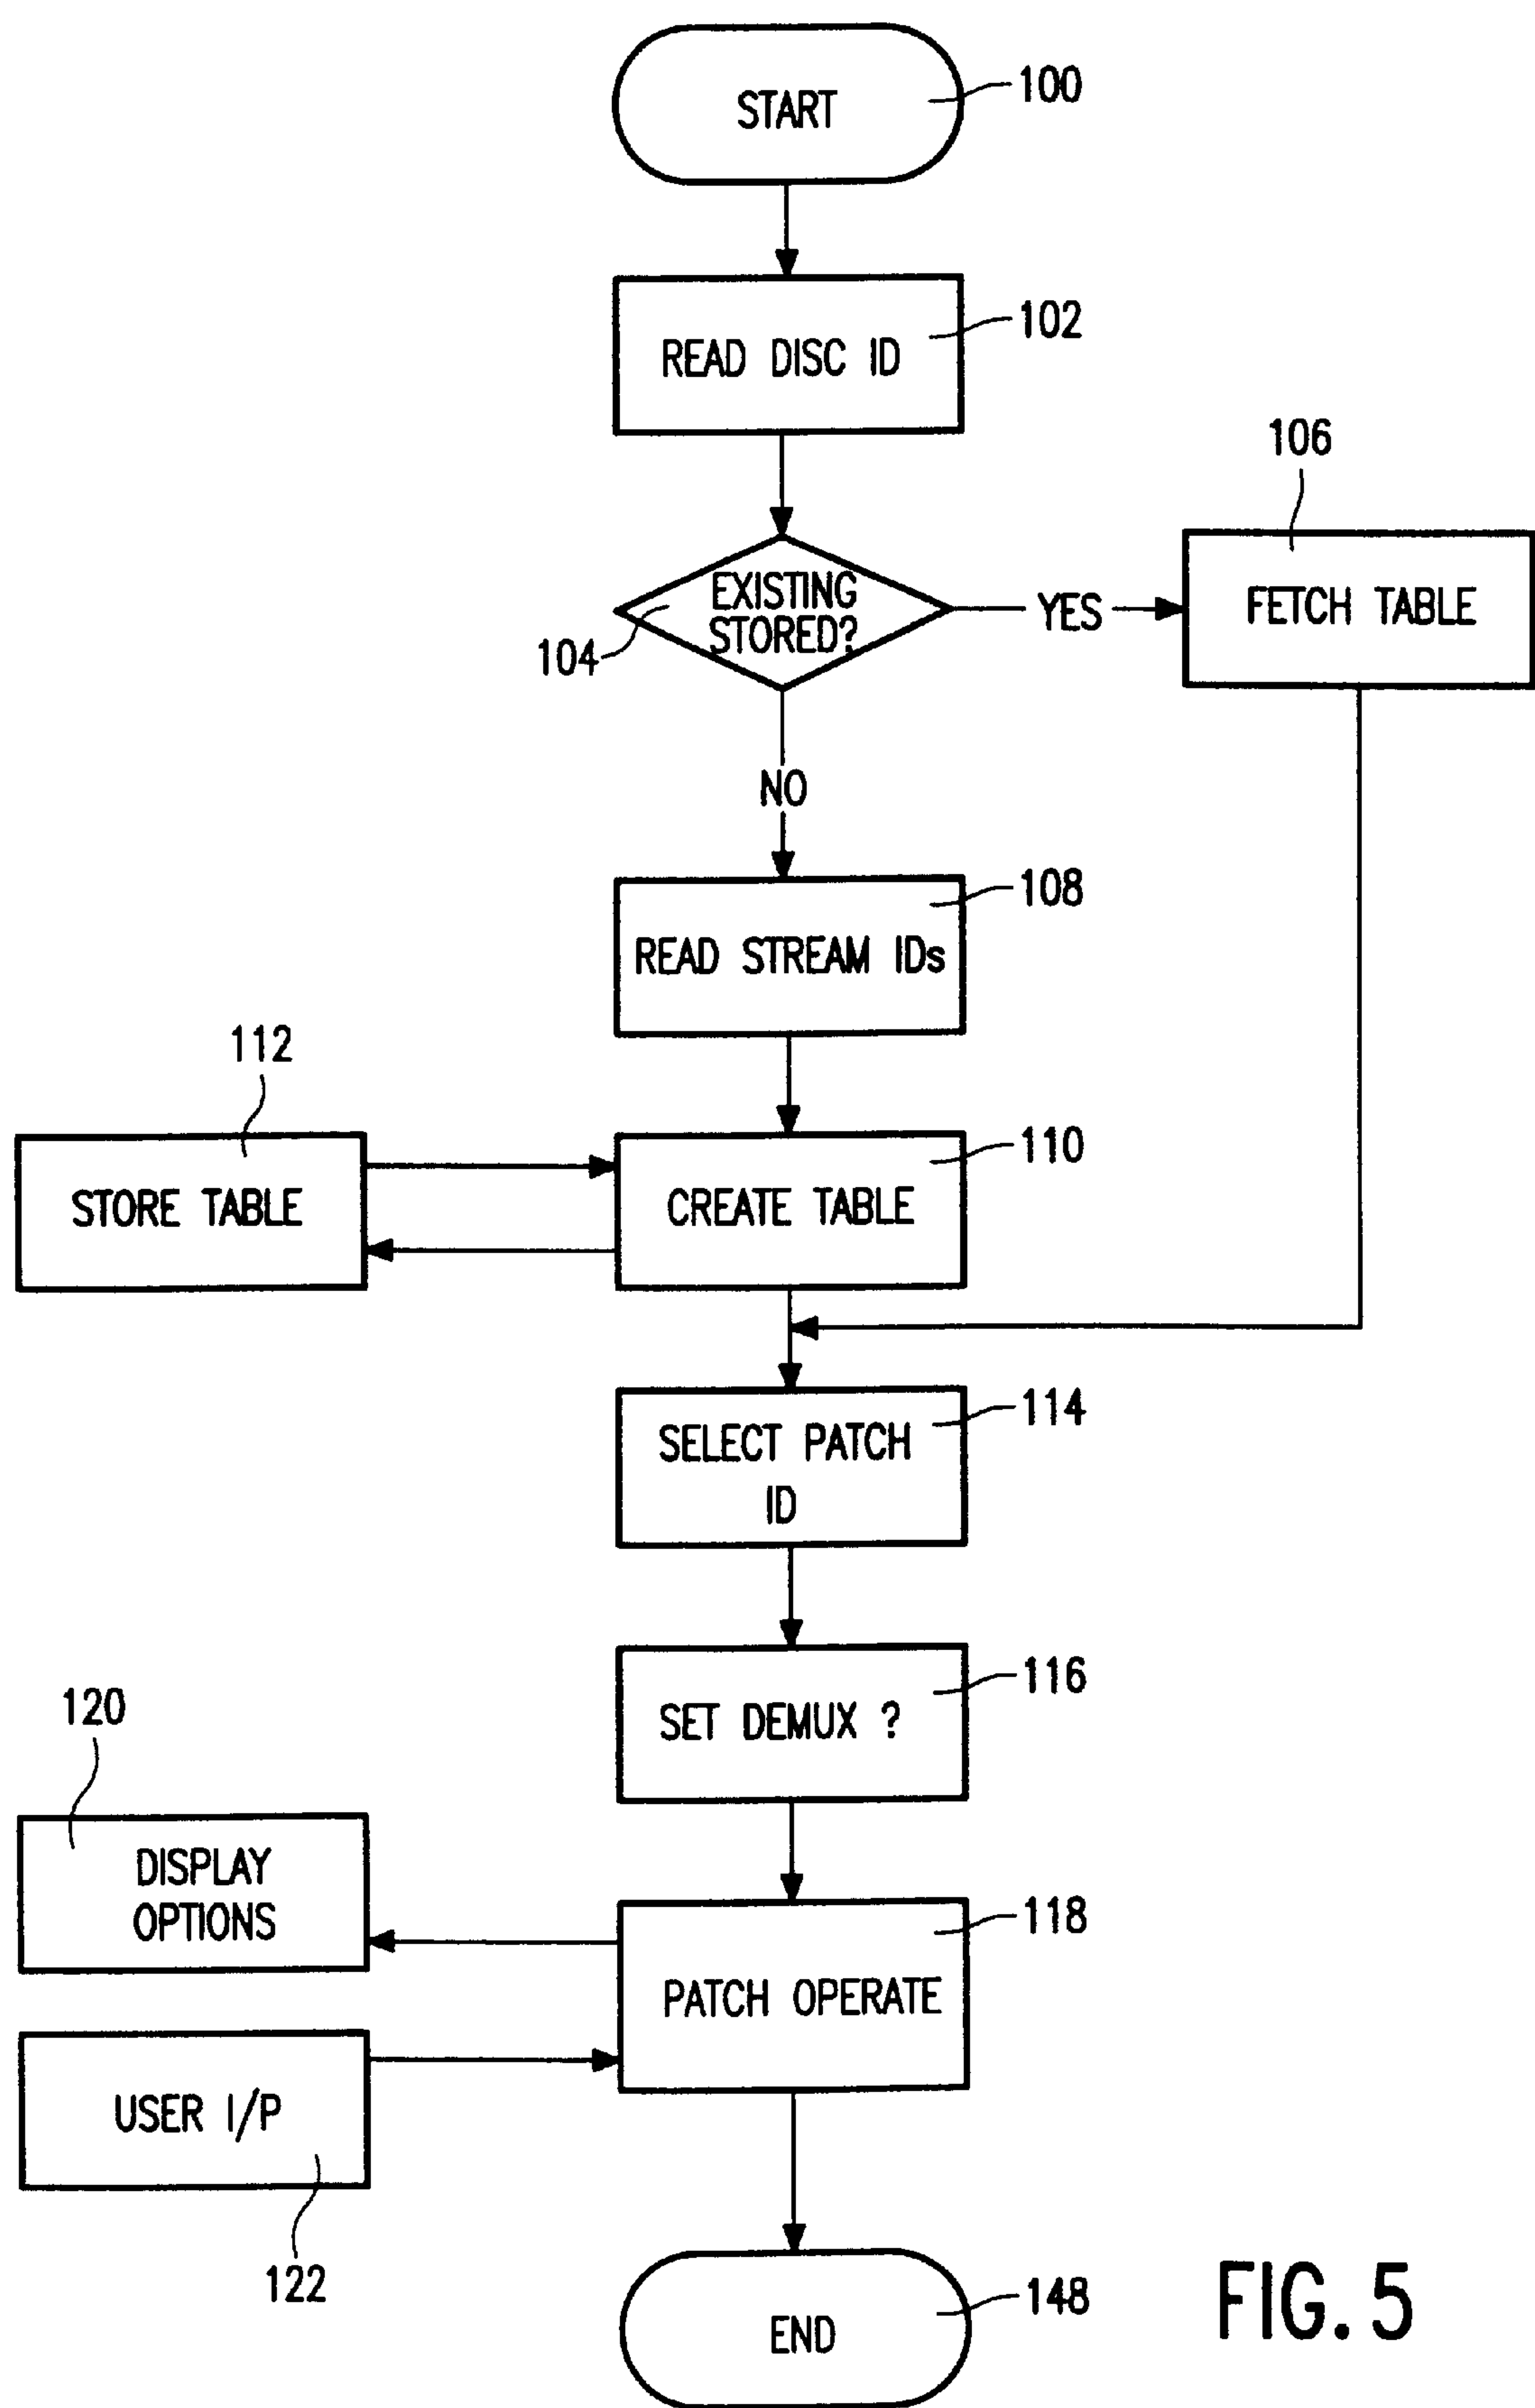 START
100
READ DISC ID
102
106
EXISTING
STORED?
104
YES
FETCH TABLE
NO
108
READ STREAM IDs
112
110
STORE TABLE
CREATE TABLE
114
SELECT PATCH
ID
116
SET DEMUX ?
120
DISPLAY
OPTIONS
118
PATCH OPERATE
USER I/P
122
148
END
FIG. 5